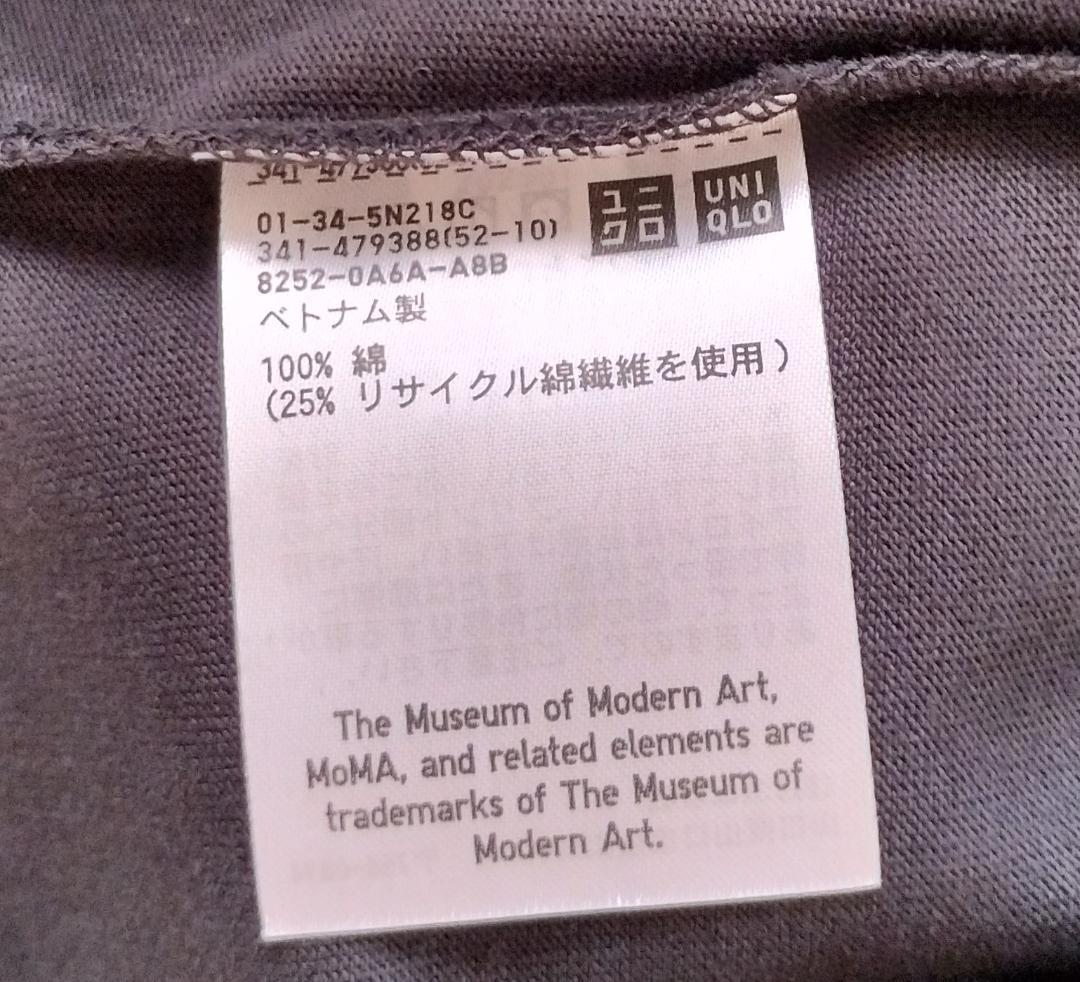 01-34-5N218C
341-479388(52-10)
8252-0A6A-A8B
ユニ
クロ
UNI
QLO
ベトナム製
100% 綿
(25% リサイクル綿繊維を使用)
The Museum of Modern Art,
MoMA, and related elements are
trademarks of The Museum of
Modern Art.